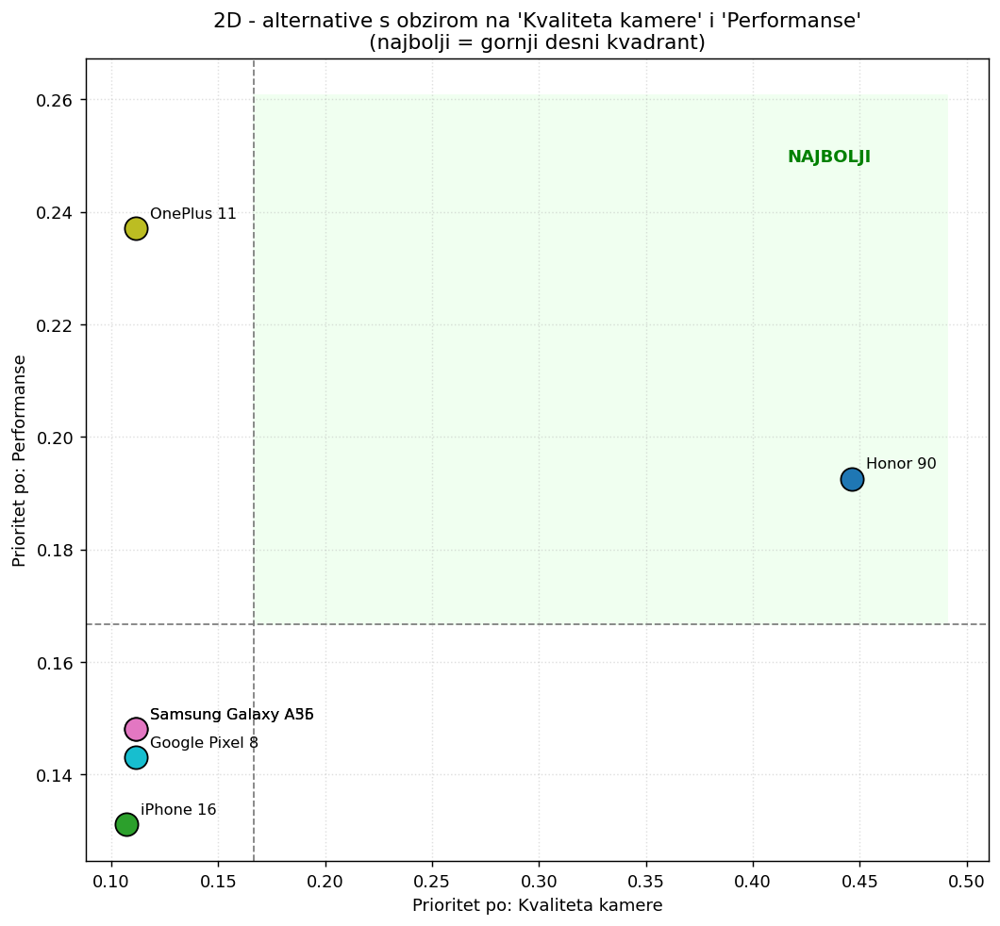 2D - alternative s obzirom na 'Kvaliteta kamere' i 'Performanse'
(najbolji = gornji desni kvadrant)
0.26
0.24
0.22
0.20
0.18
0.16
0.14
Prioritet po: Performanse
NAJBOLJI
OnePlus 11
Honor 90
Samsung Galaxy
Google Pixel 8
iPhone 16
0.10
0.15
0.20
0.25
0.30
0.35
0.40
0.45
0.50
Prioritet po: Kvaliteta kamere